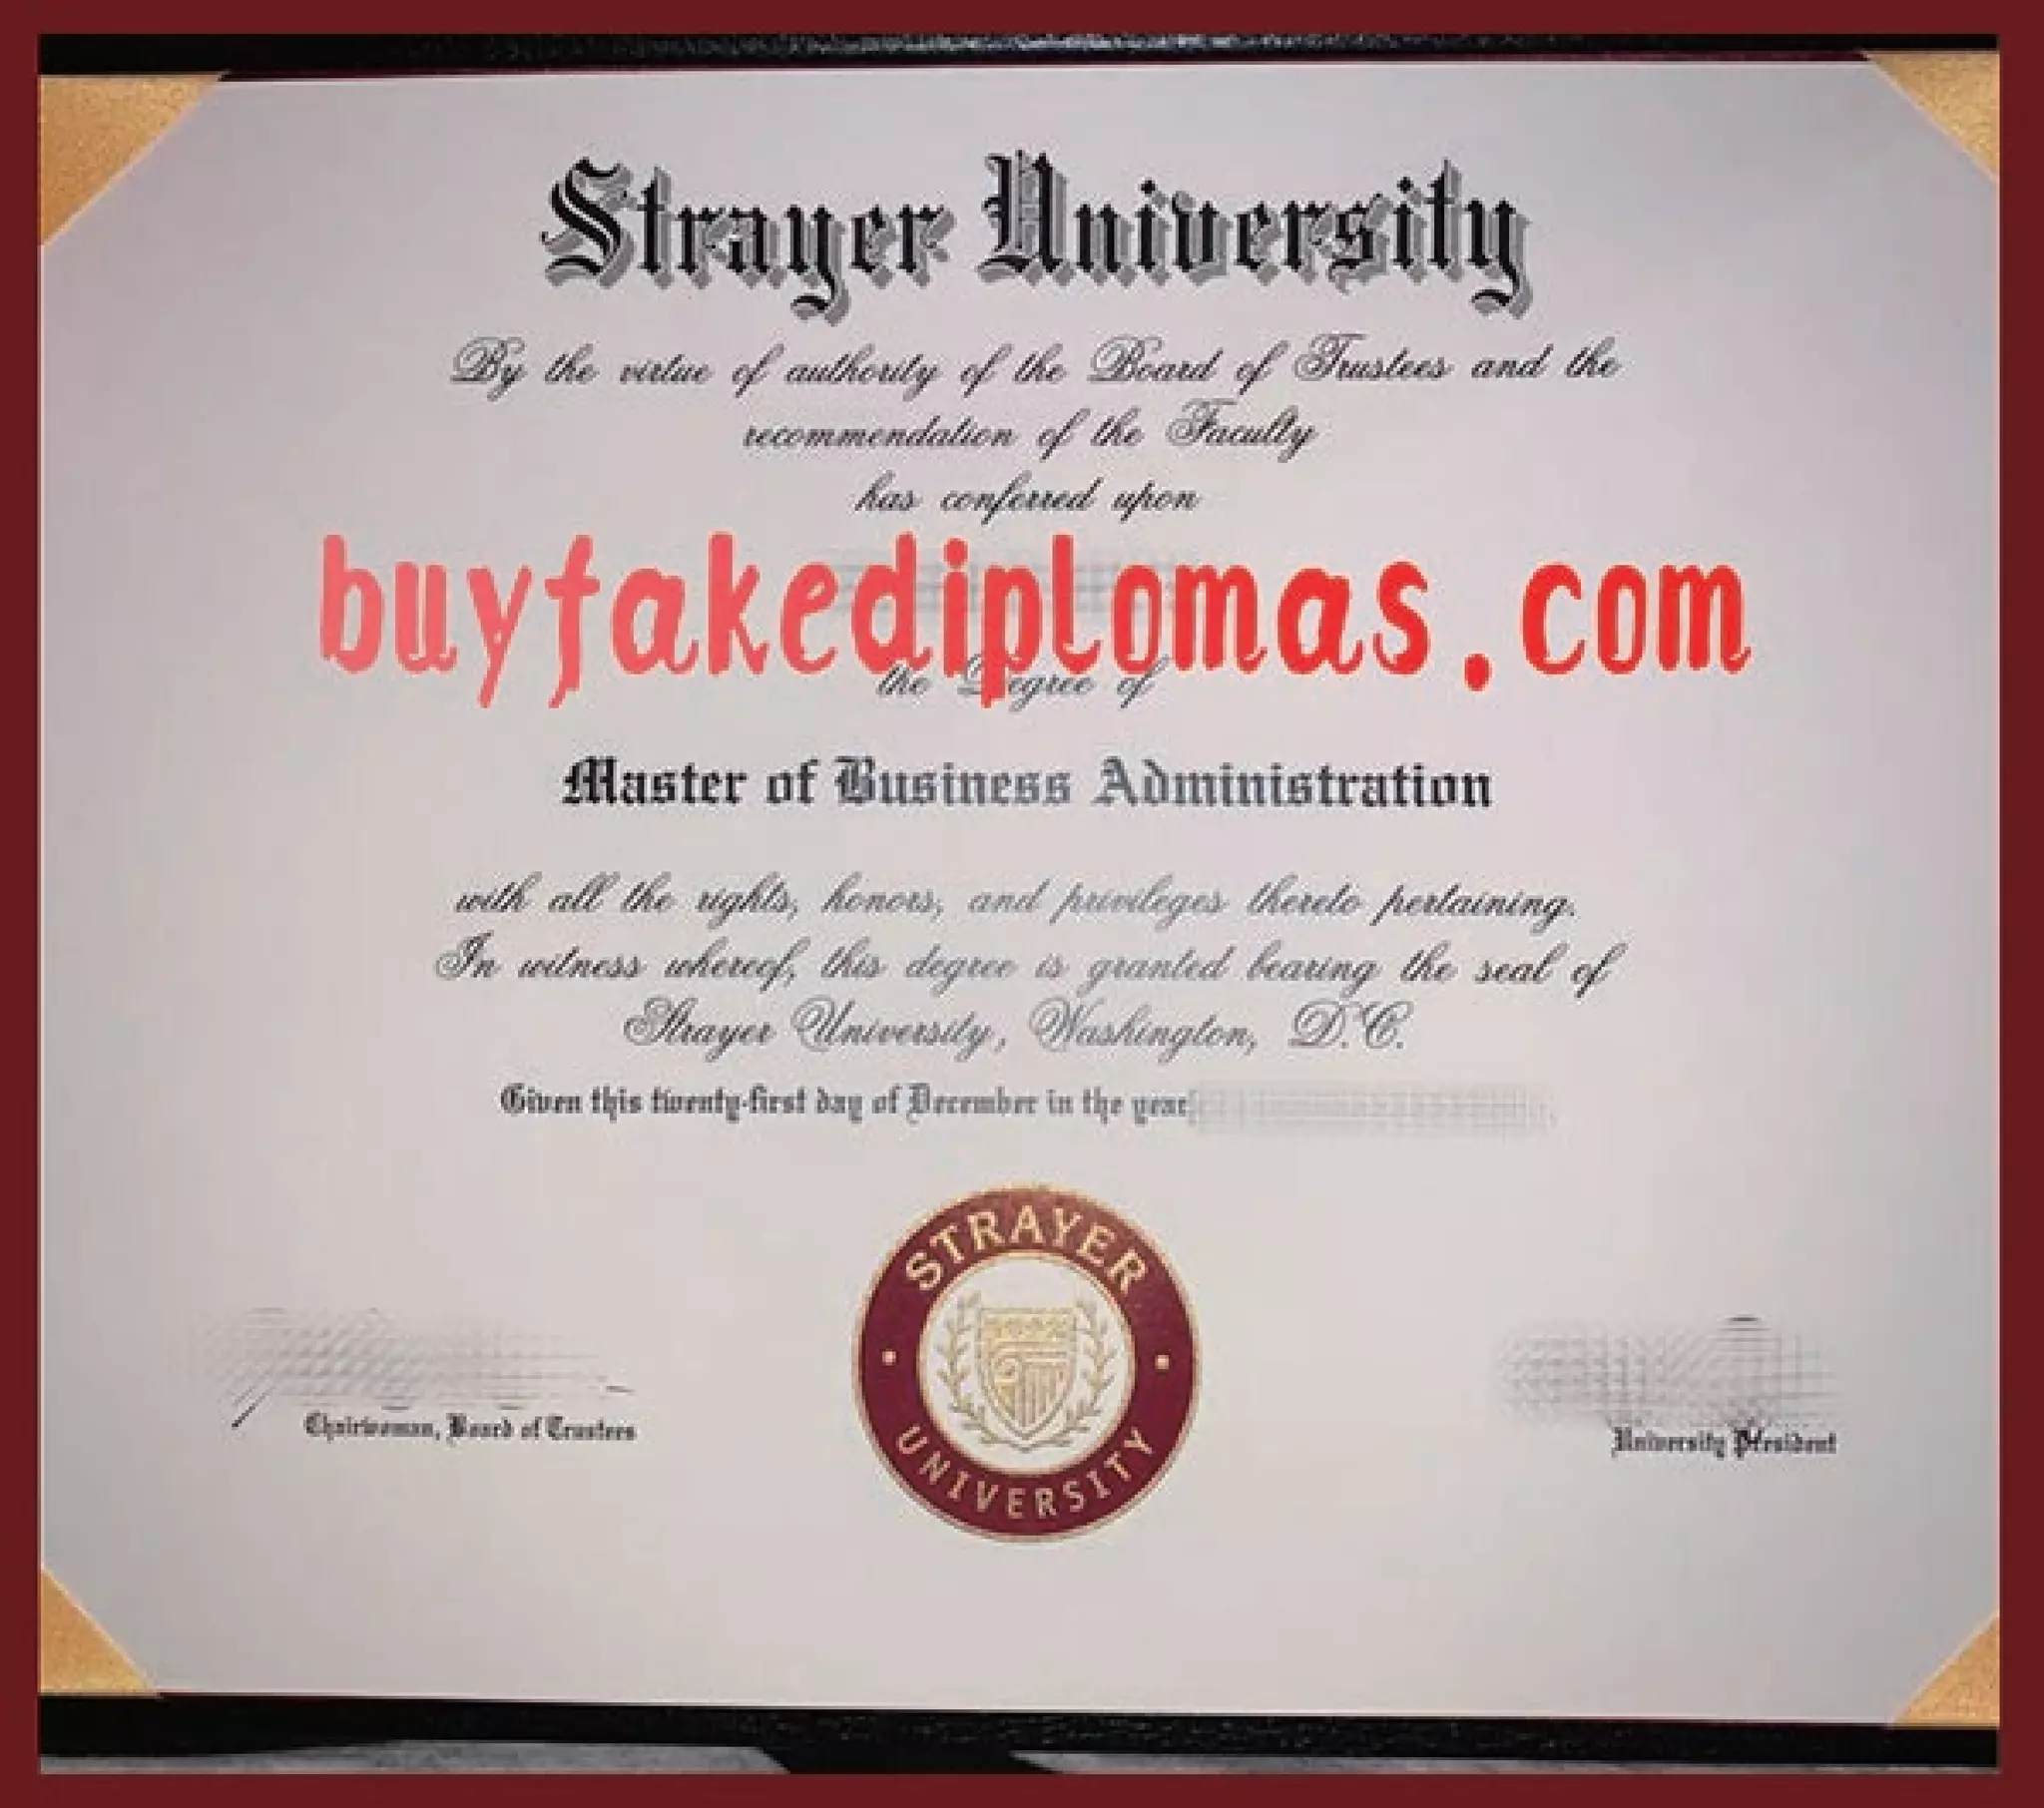 Strayer University
By the virtue of authority of the Board of Trustees and the
recommendation of the Faculty
has conferred upon
buyfakediplomas.com
the Degree of
Master of Business Administration
with all the rights, honors, and privileges thereto pertaining.
In witness whereof, this degree is granted bearing the seal of
Strayer University, Washington, D.C.
Given this twenty-first day of December in the year
STRAYER
UNIVERSITY
Chairwoman, Board of Trustees
University President